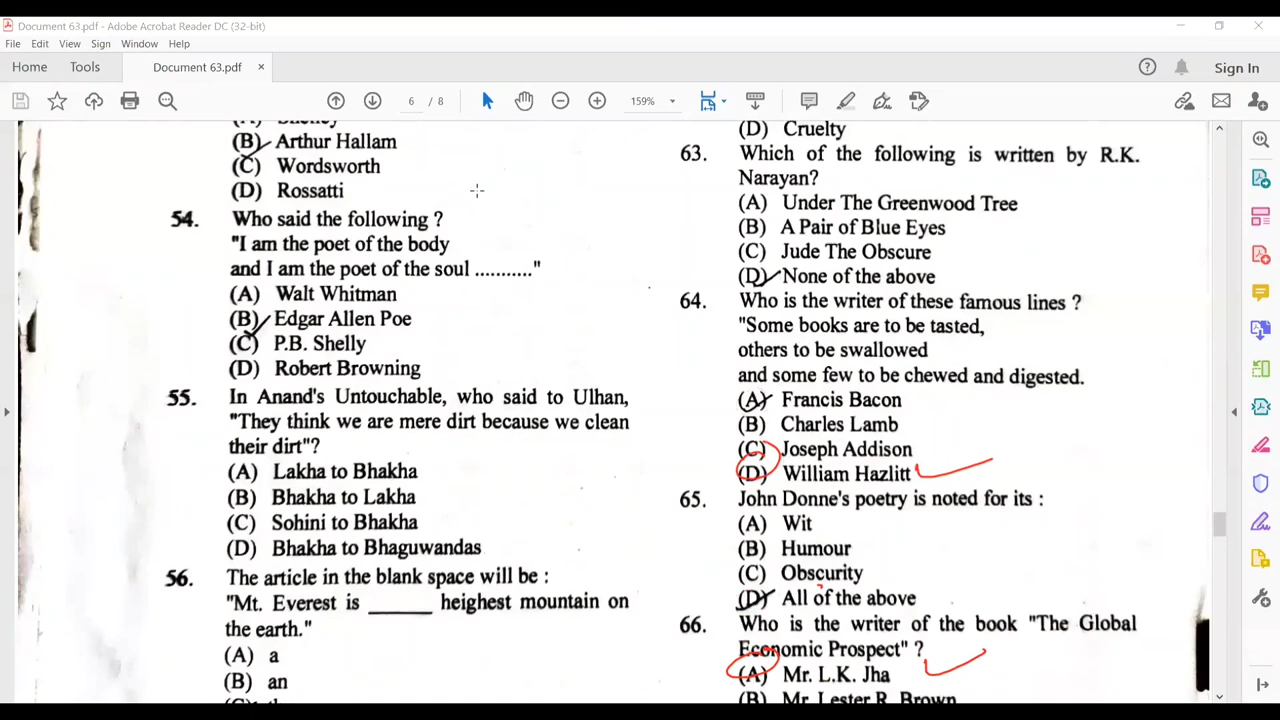 Document 63.pdf - Adobe Acrobat Reader DC (32-bit)
File Edit View Sign Window Help
Home Tools Document 63.pdf × Sign In
6 / 8 159%
(A) Shelley
(B) Arthur Hallam
(C) Wordsworth
(D) Rossatti
54. Who said the following ?
"I am the poet of the body
and I am the poet of the soul ..........."
(A) Walt Whitman
(B) Edgar Allen Poe
(C) P.B. Shelly
(D) Robert Browning
55. In Anand's Untouchable, who said to Ulhan,
"They think we are mere dirt because we clean
their dirt"?
(A) Lakha to Bhakha
(B) Bhakha to Lakha
(C) Sohini to Bhakha
(D) Bhakha to Bhaguwandas
56. The article in the blank space will be :
"Mt. Everest is ______ heighest mountain on
the earth."
(A) a
(B) an
(D) Cruelty
63. Which of the following is written by R.K.
Narayan?
(A) Under The Greenwood Tree
(B) A Pair of Blue Eyes
(C) Jude The Obscure
(D) None of the above
64. Who is the writer of these famous lines ?
"Some books are to be tasted,
others to be swallowed
and some few to be chewed and digested.
(A) Francis Bacon
(B) Charles Lamb
(C) Joseph Addison
(D) William Hazlitt
65. John Donne's poetry is noted for its :
(A) Wit
(B) Humour
(C) Obscurity
(D) All of the above
66. Who is the writer of the book "The Global
Economic Prospect" ?
(A) Mr. L.K. Jha
(B) Mr. Lester R. Brown